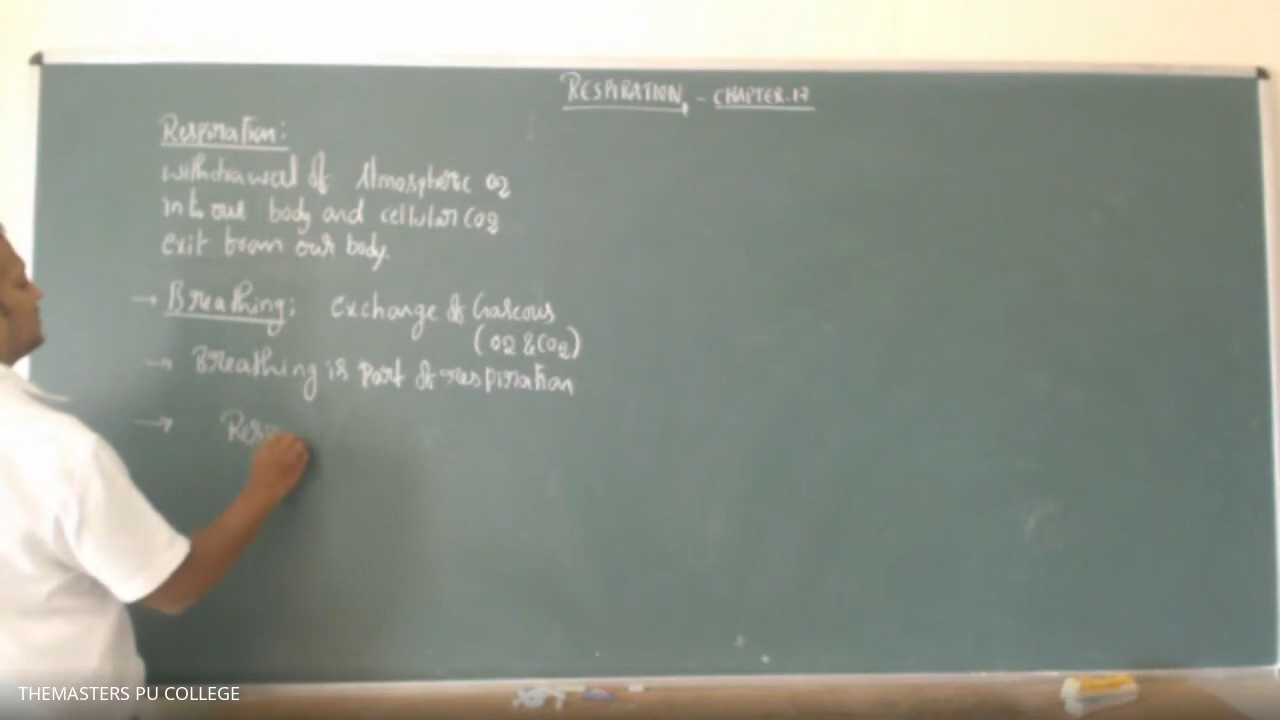 RESPIRATION, - CHAPTER-17
Respiration:
withdrawal of Atmospheric O2
into our body and cellular CO2
exit from our body.
→ Breathing: exchange of Gaseous
(O2 & CO2)
→ Breathing is part of respiration
→ Resp
THEMASTERS PU COLLEGE